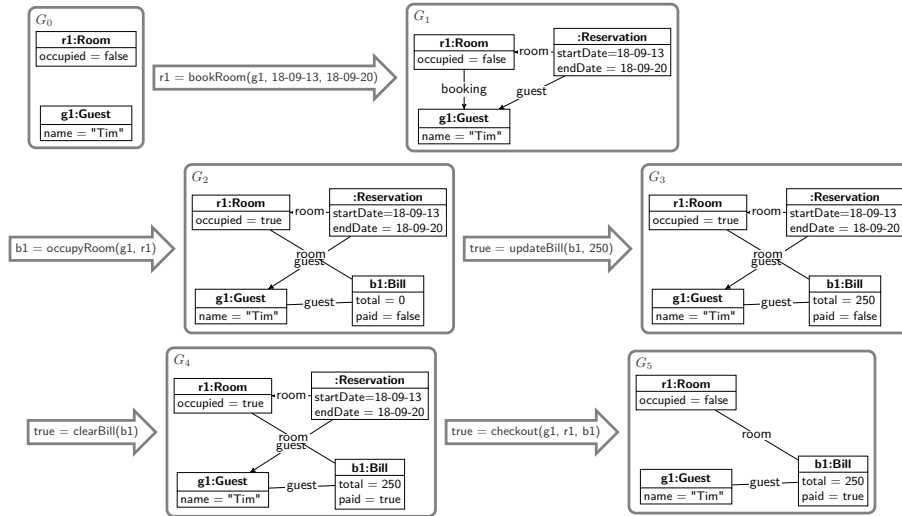 G0
r1:Room
occupied = false
g1:Guest
name = "Tim"
r1 = bookRoom(g1, 18-09-13, 18-09-20)
G1
r1:Room
occupied = false
room
:Reservation
startDate=18-09-13
endDate = 18-09-20
booking
guest
g1:Guest
name = "Tim"
b1 = occupyRoom(g1, r1)
G2
r1:Room
occupied = true
room
:Reservation
startDate=18-09-13
endDate = 18-09-20
room
guest
g1:Guest
name = "Tim"
guest
b1:Bill
total = 0
paid = false
true = updateBill(b1, 250)
G3
r1:Room
occupied = true
room
:Reservation
startDate=18-09-13
endDate = 18-09-20
room
guest
g1:Guest
name = "Tim"
guest
b1:Bill
total = 250
paid = false
true = clearBill(b1)
G4
r1:Room
occupied = true
room
:Reservation
startDate=18-09-13
endDate = 18-09-20
room
guest
g1:Guest
name = "Tim"
guest
b1:Bill
total = 250
paid = true
true = checkout(g1, r1, b1)
G5
r1:Room
occupied = false
room
g1:Guest
name = "Tim"
guest
b1:Bill
total = 250
paid = true